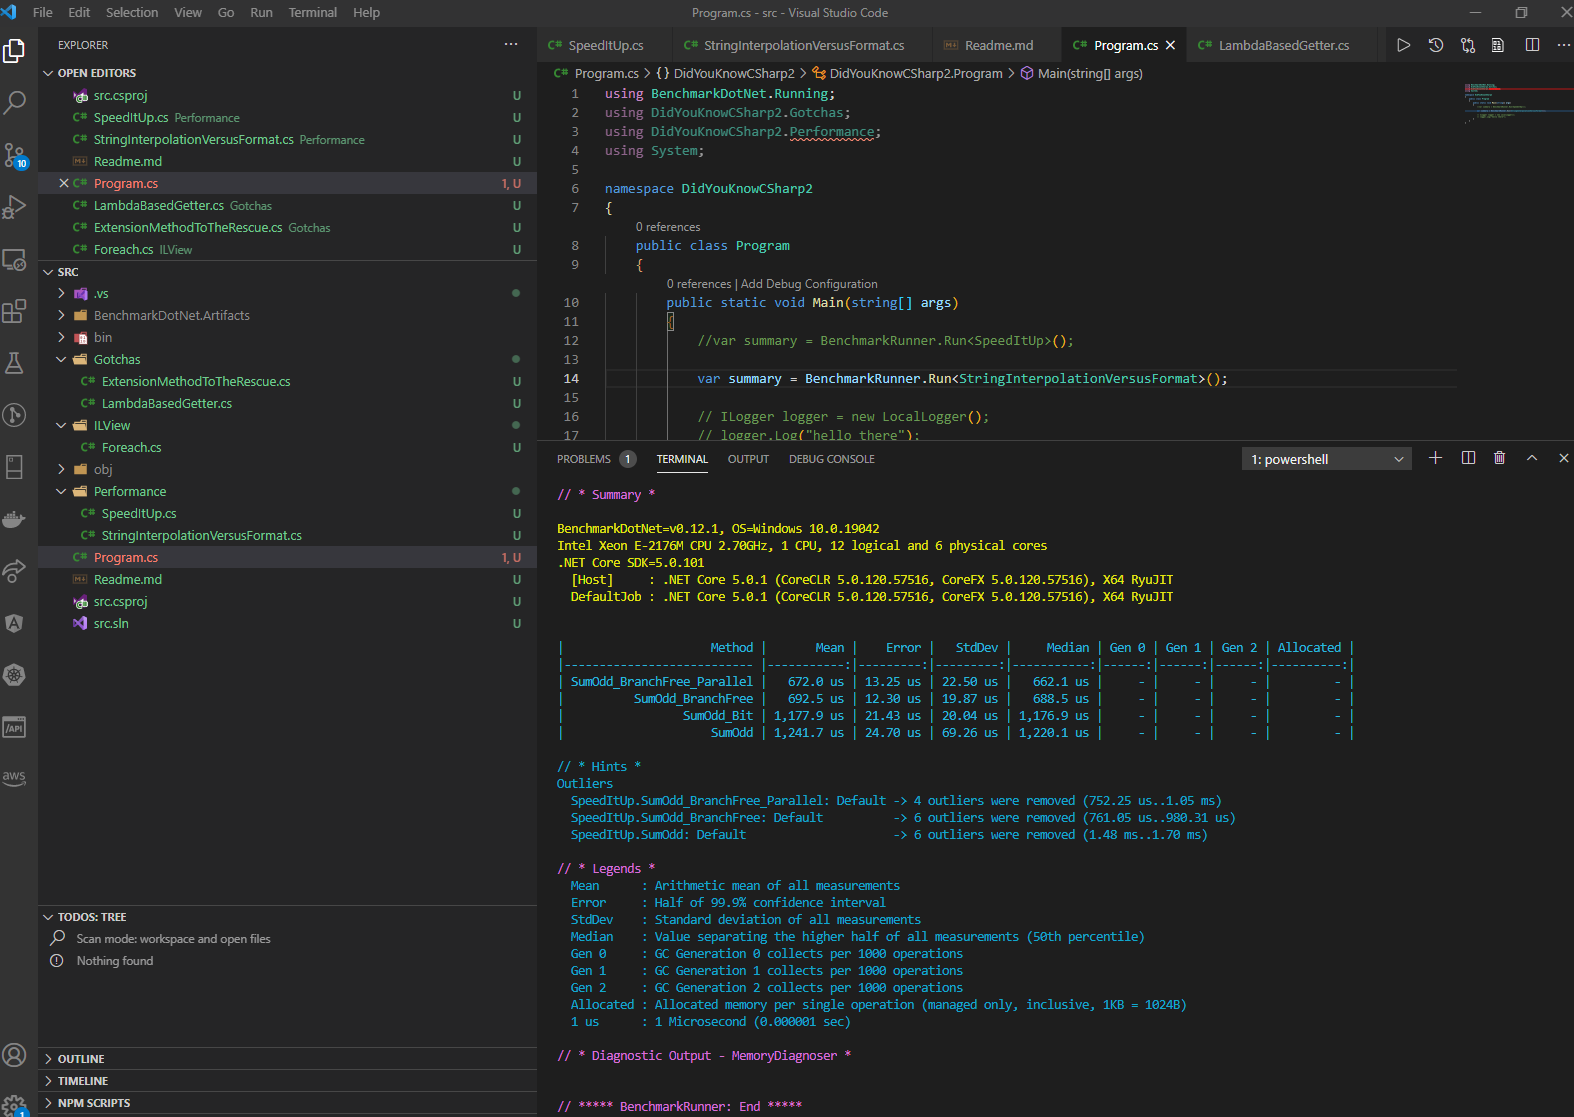 File Edit Selection View Go Run Terminal Help
Program.cs - src - Visual Studio Code
EXPLORER
OPEN EDITORS
src.csproj U
SpeedItUp.cs Performance U
StringInterpolationVersusFormat.cs Performance U
Readme.md U
Program.cs 1, U
LambdaBasedGetter.cs Gotchas U
ExtensionMethodToTheRescue.cs Gotchas U
Foreach.cs ILView U
SRC
.vs
BenchmarkDotNet.Artifacts
bin
Gotchas
ExtensionMethodToTheRescue.cs U
LambdaBasedGetter.cs U
ILView
Foreach.cs U
obj
Performance
SpeedItUp.cs U
StringInterpolationVersusFormat.cs U
Program.cs 1, U
Readme.md U
src.csproj U
src.sln U
TODOS: TREE
Scan mode: workspace and open files
Nothing found
OUTLINE
TIMELINE
NPM SCRIPTS
10
/API
aws
1
C# SpeedItUp.cs C# StringInterpolationVersusFormat.cs Readme.md C# Program.cs C# LambdaBasedGetter.cs
C# Program.cs > {} DidYouKnowCSharp2 > DidYouKnowCSharp2.Program > Main(string[] args)
1 using BenchmarkDotNet.Running;
2 using DidYouKnowCSharp2.Gotchas;
3 using DidYouKnowCSharp2.Performance;
4 using System;
5
6 namespace DidYouKnowCSharp2
7 {
0 references
8 public class Program
9 {
0 references | Add Debug Configuration
10 public static void Main(string[] args)
11 {
12 //var summary = BenchmarkRunner.Run<SpeedItUp>();
13
14 var summary = BenchmarkRunner.Run<StringInterpolationVersusFormat>();
15
16 // ILogger logger = new LocalLogger();
17 // logger.Log("hello there");
PROBLEMS 1 TERMINAL OUTPUT DEBUG CONSOLE 1: powershell
// * Summary *
BenchmarkDotNet=v0.12.1, OS=Windows 10.0.19042
Intel Xeon E-2176M CPU 2.70GHz, 1 CPU, 12 logical and 6 physical cores
.NET Core SDK=5.0.101
[Host]     : .NET Core 5.0.1 (CoreCLR 5.0.120.57516, CoreFX 5.0.120.57516), X64 RyuJIT
DefaultJob : .NET Core 5.0.1 (CoreCLR 5.0.120.57516, CoreFX 5.0.120.57516), X64 RyuJIT
| Method | Mean | Error | StdDev | Median | Gen 0 | Gen 1 | Gen 2 | Allocated |
|--------------------------- |-----------:|---------:|---------:|-----------:|------:|------:|------:|----------:|
| SumOdd_BranchFree_Parallel | 672.0 us | 13.25 us | 22.50 us | 662.1 us | - | - | - | - |
| SumOdd_BranchFree | 692.5 us | 12.30 us | 19.87 us | 688.5 us | - | - | - | - |
| SumOdd_Bit | 1,177.9 us | 21.43 us | 20.04 us | 1,176.9 us | - | - | - | - |
| SumOdd | 1,241.7 us | 24.70 us | 69.26 us | 1,220.1 us | - | - | - | - |
// * Hints *
Outliers
SpeedItUp.SumOdd_BranchFree_Parallel: Default -> 4 outliers were removed (752.25 us..1.05 ms)
SpeedItUp.SumOdd_BranchFree: Default -> 6 outliers were removed (761.05 us..980.31 us)
SpeedItUp.SumOdd: Default -> 6 outliers were removed (1.48 ms..1.70 ms)
// * Legends *
Mean : Arithmetic mean of all measurements
Error : Half of 99.9% confidence interval
StdDev : Standard deviation of all measurements
Median : Value separating the higher half of all measurements (50th percentile)
Gen 0 : GC Generation 0 collects per 1000 operations
Gen 1 : GC Generation 1 collects per 1000 operations
Gen 2 : GC Generation 2 collects per 1000 operations
Allocated : Allocated memory per single operation (managed only, inclusive, 1KB = 1024B)
1 us : 1 Microsecond (0.000001 sec)
// * Diagnostic Output - MemoryDiagnoser *
// ***** BenchmarkRunner: End *****